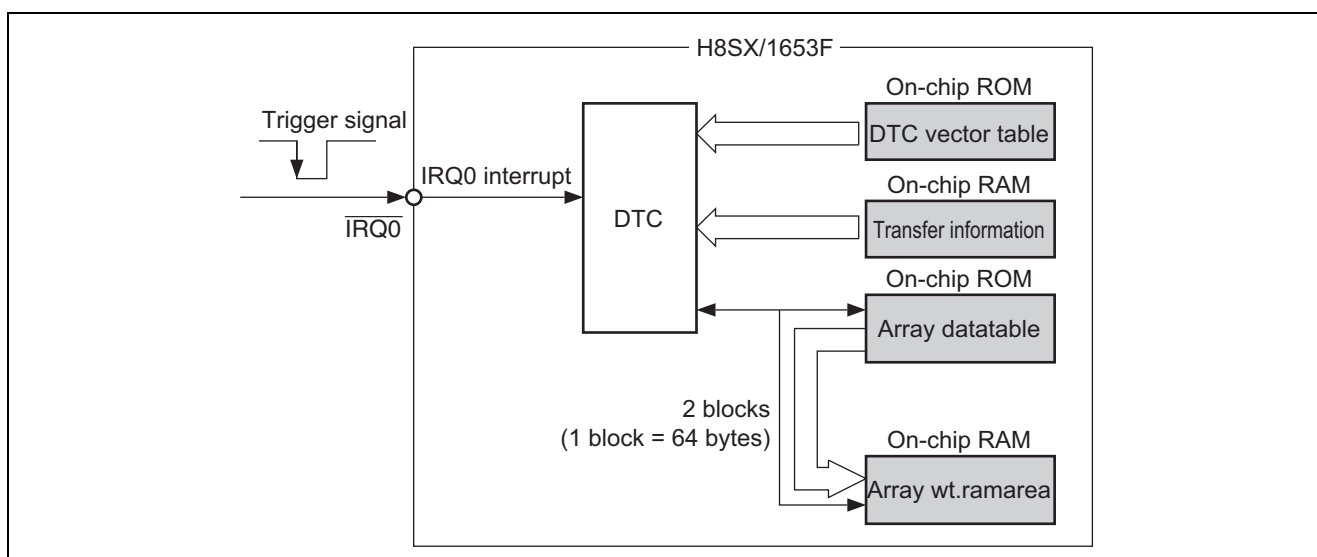 H8SX/1653F
On-chip ROM
DTC vector table
Trigger signal
IRQ0 interrupt
IRQ0
DTC
On-chip RAM
Transfer information
On-chip ROM
Array datatable
2 blocks
(1 block = 64 bytes)
On-chip RAM
Array wt.ramarea